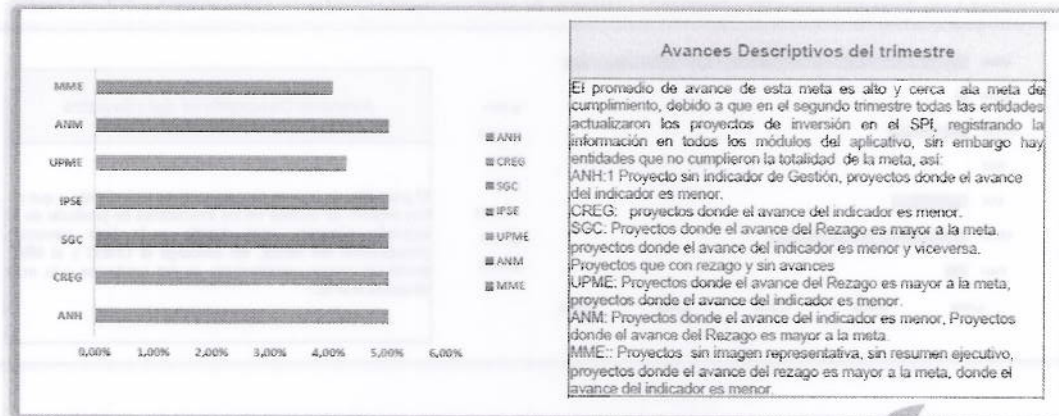 MME
ANM
UPME
IPSE
SGC
CREG
ANH
0,00% 1,00% 2,00% 3,00% 4,00% 5,00% 6,00%
ANH
CREG
SGC
IPSE
UPME
ANM
MME
Avances Descriptivos del trimestre
El promedio de avance de esta meta es alto y cerca ala meta de
cumplimiento, debido a que en el segundo trimestre todas las entidades
actualizaron los proyectos de inversión en el SPI, registrando la
información en todos los módulos del aplicativo, sin embargo hay
entidades que no cumplieron la totalidad de la meta, así:
ANH:1 Proyecto sin indicador de Gestión, proyectos donde el avance
del indicador es menor.
CREG: proyectos donde el avance del indicador es menor.
SGC: Proyectos donde el avance del Rezago es mayor a la meta.
proyectos donde el avance del indicador es menor y viceversa.
Proyectos que con rezago y sin avances
UPME: Proyectos donde el avance del Rezago es mayor a la meta,
proyectos donde el avance del indicador es menor.
ANM: Proyectos donde el avance del indicador es menor, Proyectos
donde el avance del Rezago es mayor a la meta.
MME:: Proyectos sin imagen representativa, sin resumen ejecutivo,
proyectos donde el avance del rezago es mayor a la meta, donde el
avance del indicador es menor.